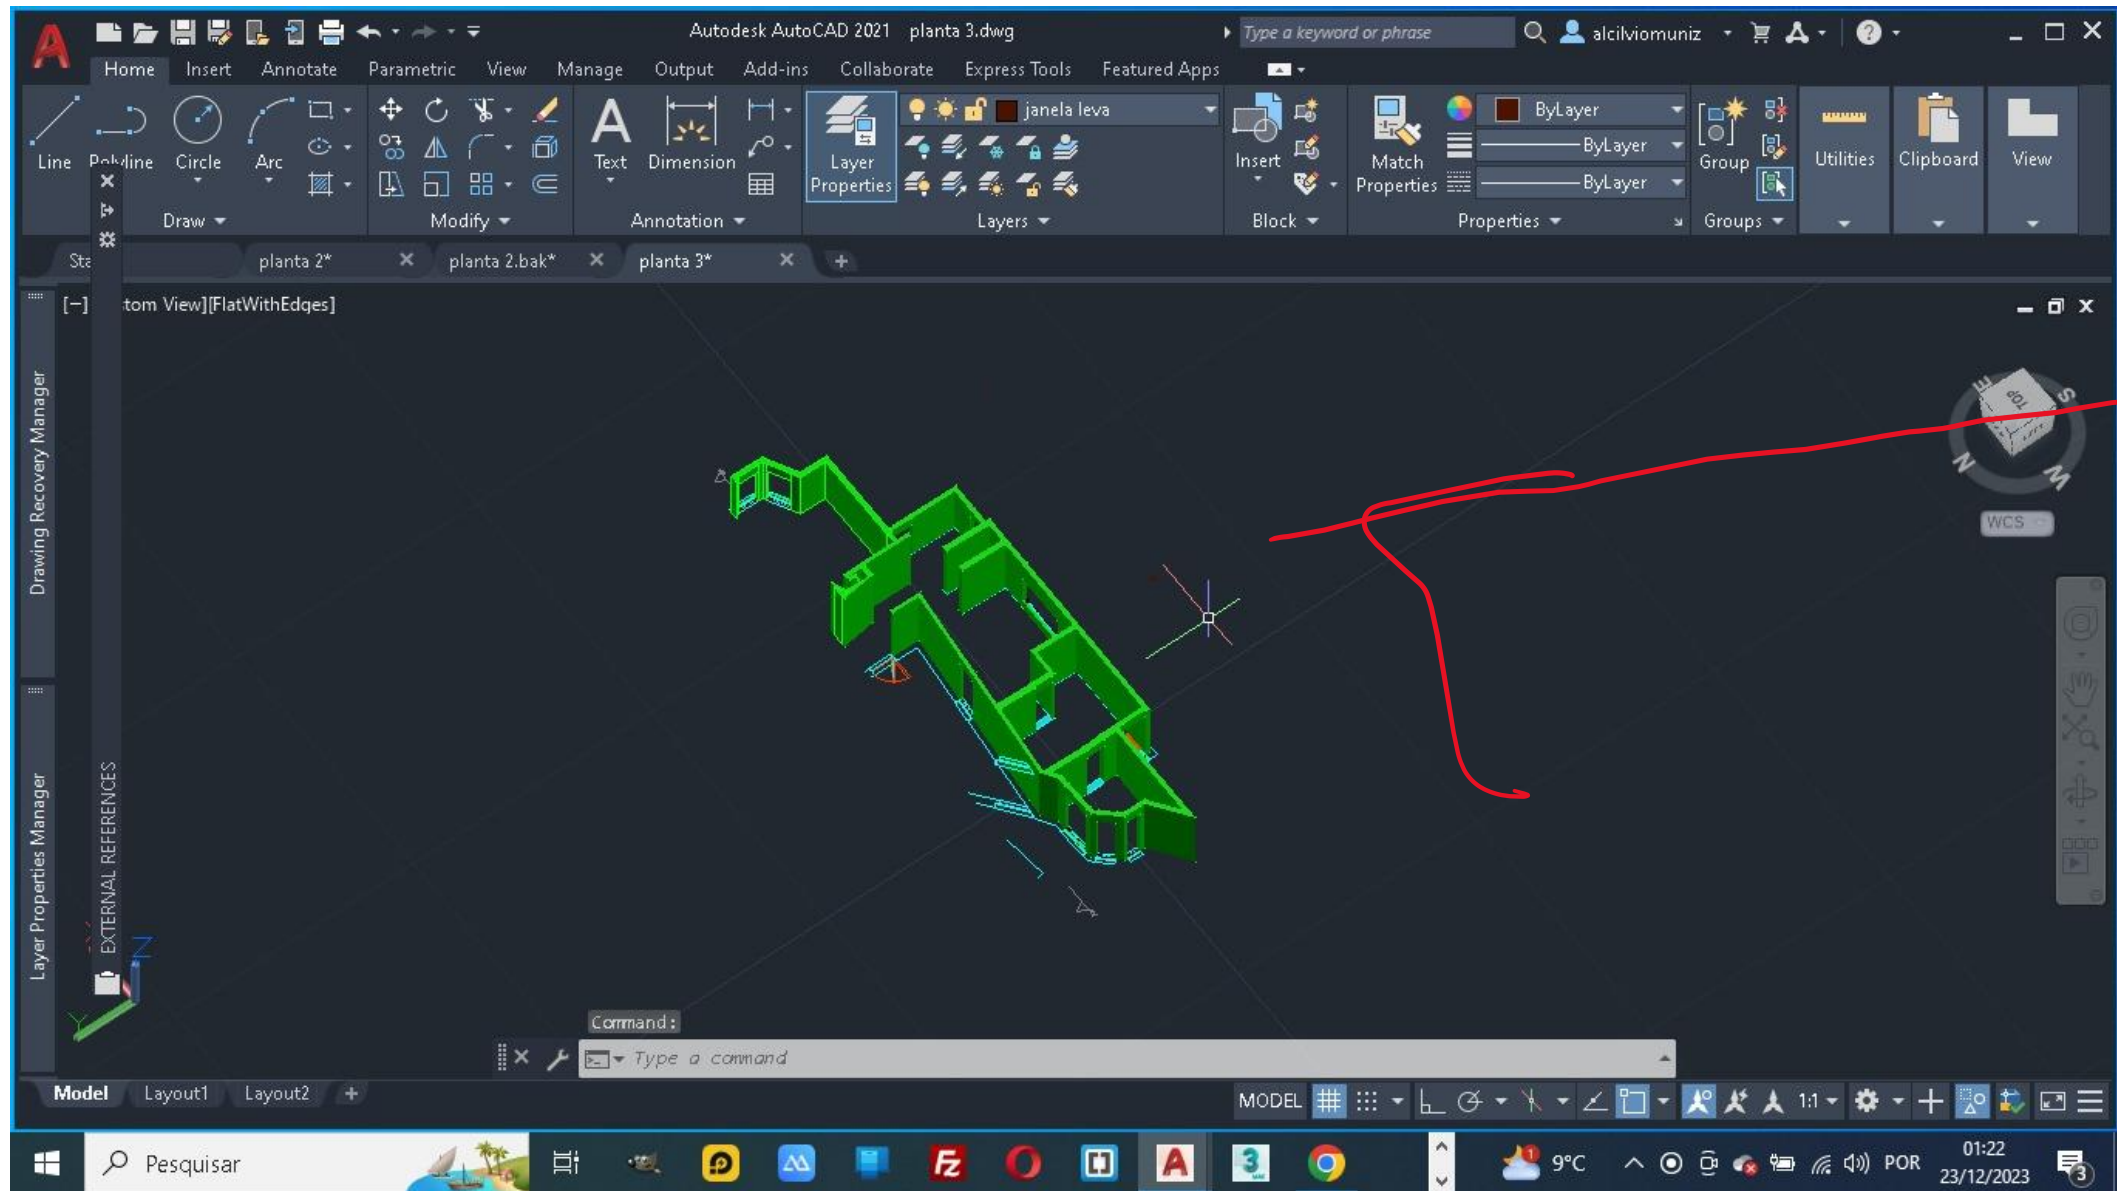 Autodesk AutoCAD 2021 planta 3.dwg Type a keyword or phrase alcilviomuniz
Home Insert Annotate Parametric View Manage Output Add-ins Collaborate Express Tools Featured Apps
janela leva ByLayer
Line Polyline Circle Arc Text Dimension Layer Properties Insert Match Properties ByLayer Group Utilities Clipboard View
ByLayer
Draw Modify Annotation Layers Block Properties Groups
Sta planta 2* planta 2.bak* planta 3*
[−] tom View][FlatWithEdges]
Drawing Recovery Manager
Layer Properties Manager
EXTERNAL REFERENCES
TOP
E S
N W
WCS
Z
Y
Command:
Type a command
Model Layout1 Layout2 +
MODEL 1:1
Pesquisar 9°C POR 01:22
23/12/2023
3